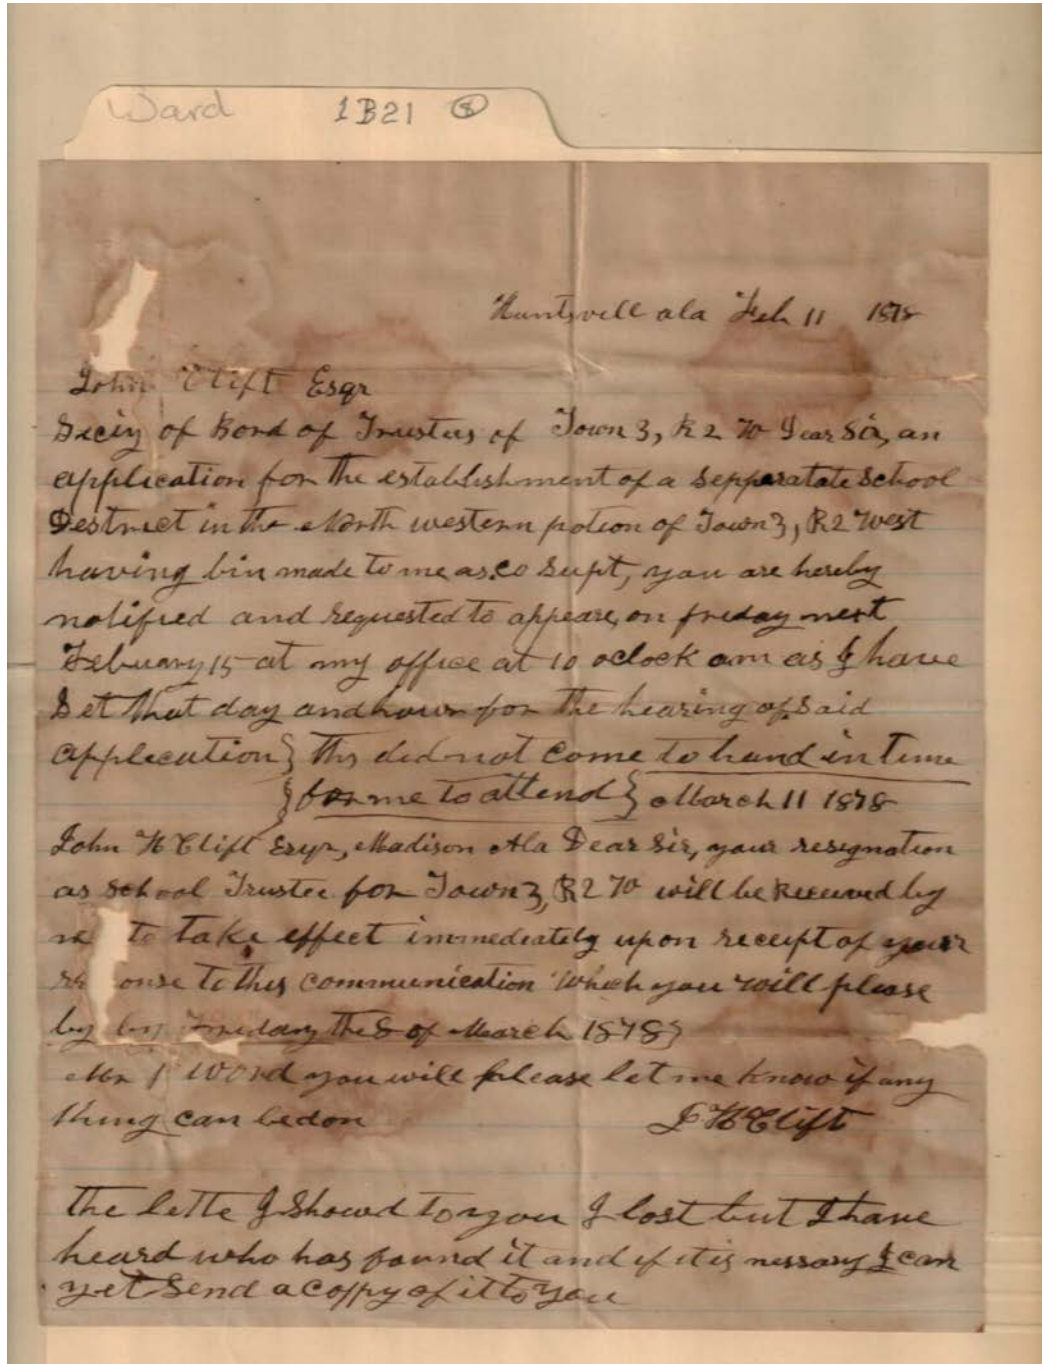 Ward 1B21 8
Huntsvill ala Feb 11 1878
John Clift Esqr
of Bord of Trustees of Town 3, R 2 W Dear Sir, an
application for the establishment of a sepperatate School
Destrict in the North western potion of Town 3, R 2 West
having bin made to me as co Supt, you are hereby
notified and requested to appeare, on friday next
Febuary 15 at my office at 10 oclock am as I have
Set that day and hour for the hearing of Said
applecation} Ths did not come to hand in time
}for me to attend} March 11 1878
John H Clift Esqr, Madison Ala Dear Sir, your resignation
as School Trustee for Town 3, R 2 W will be Received by
to take effect immediately upon receipt of your
onse to this communication which you will please
by by Friday the 8 of March 1878}
Mr Word you will please let me know if any
thing can be don J H Clift
the lette I Showd to you I lost but I have
heard who has found it and if it is nessary I can
yet Send a coppy of it to you